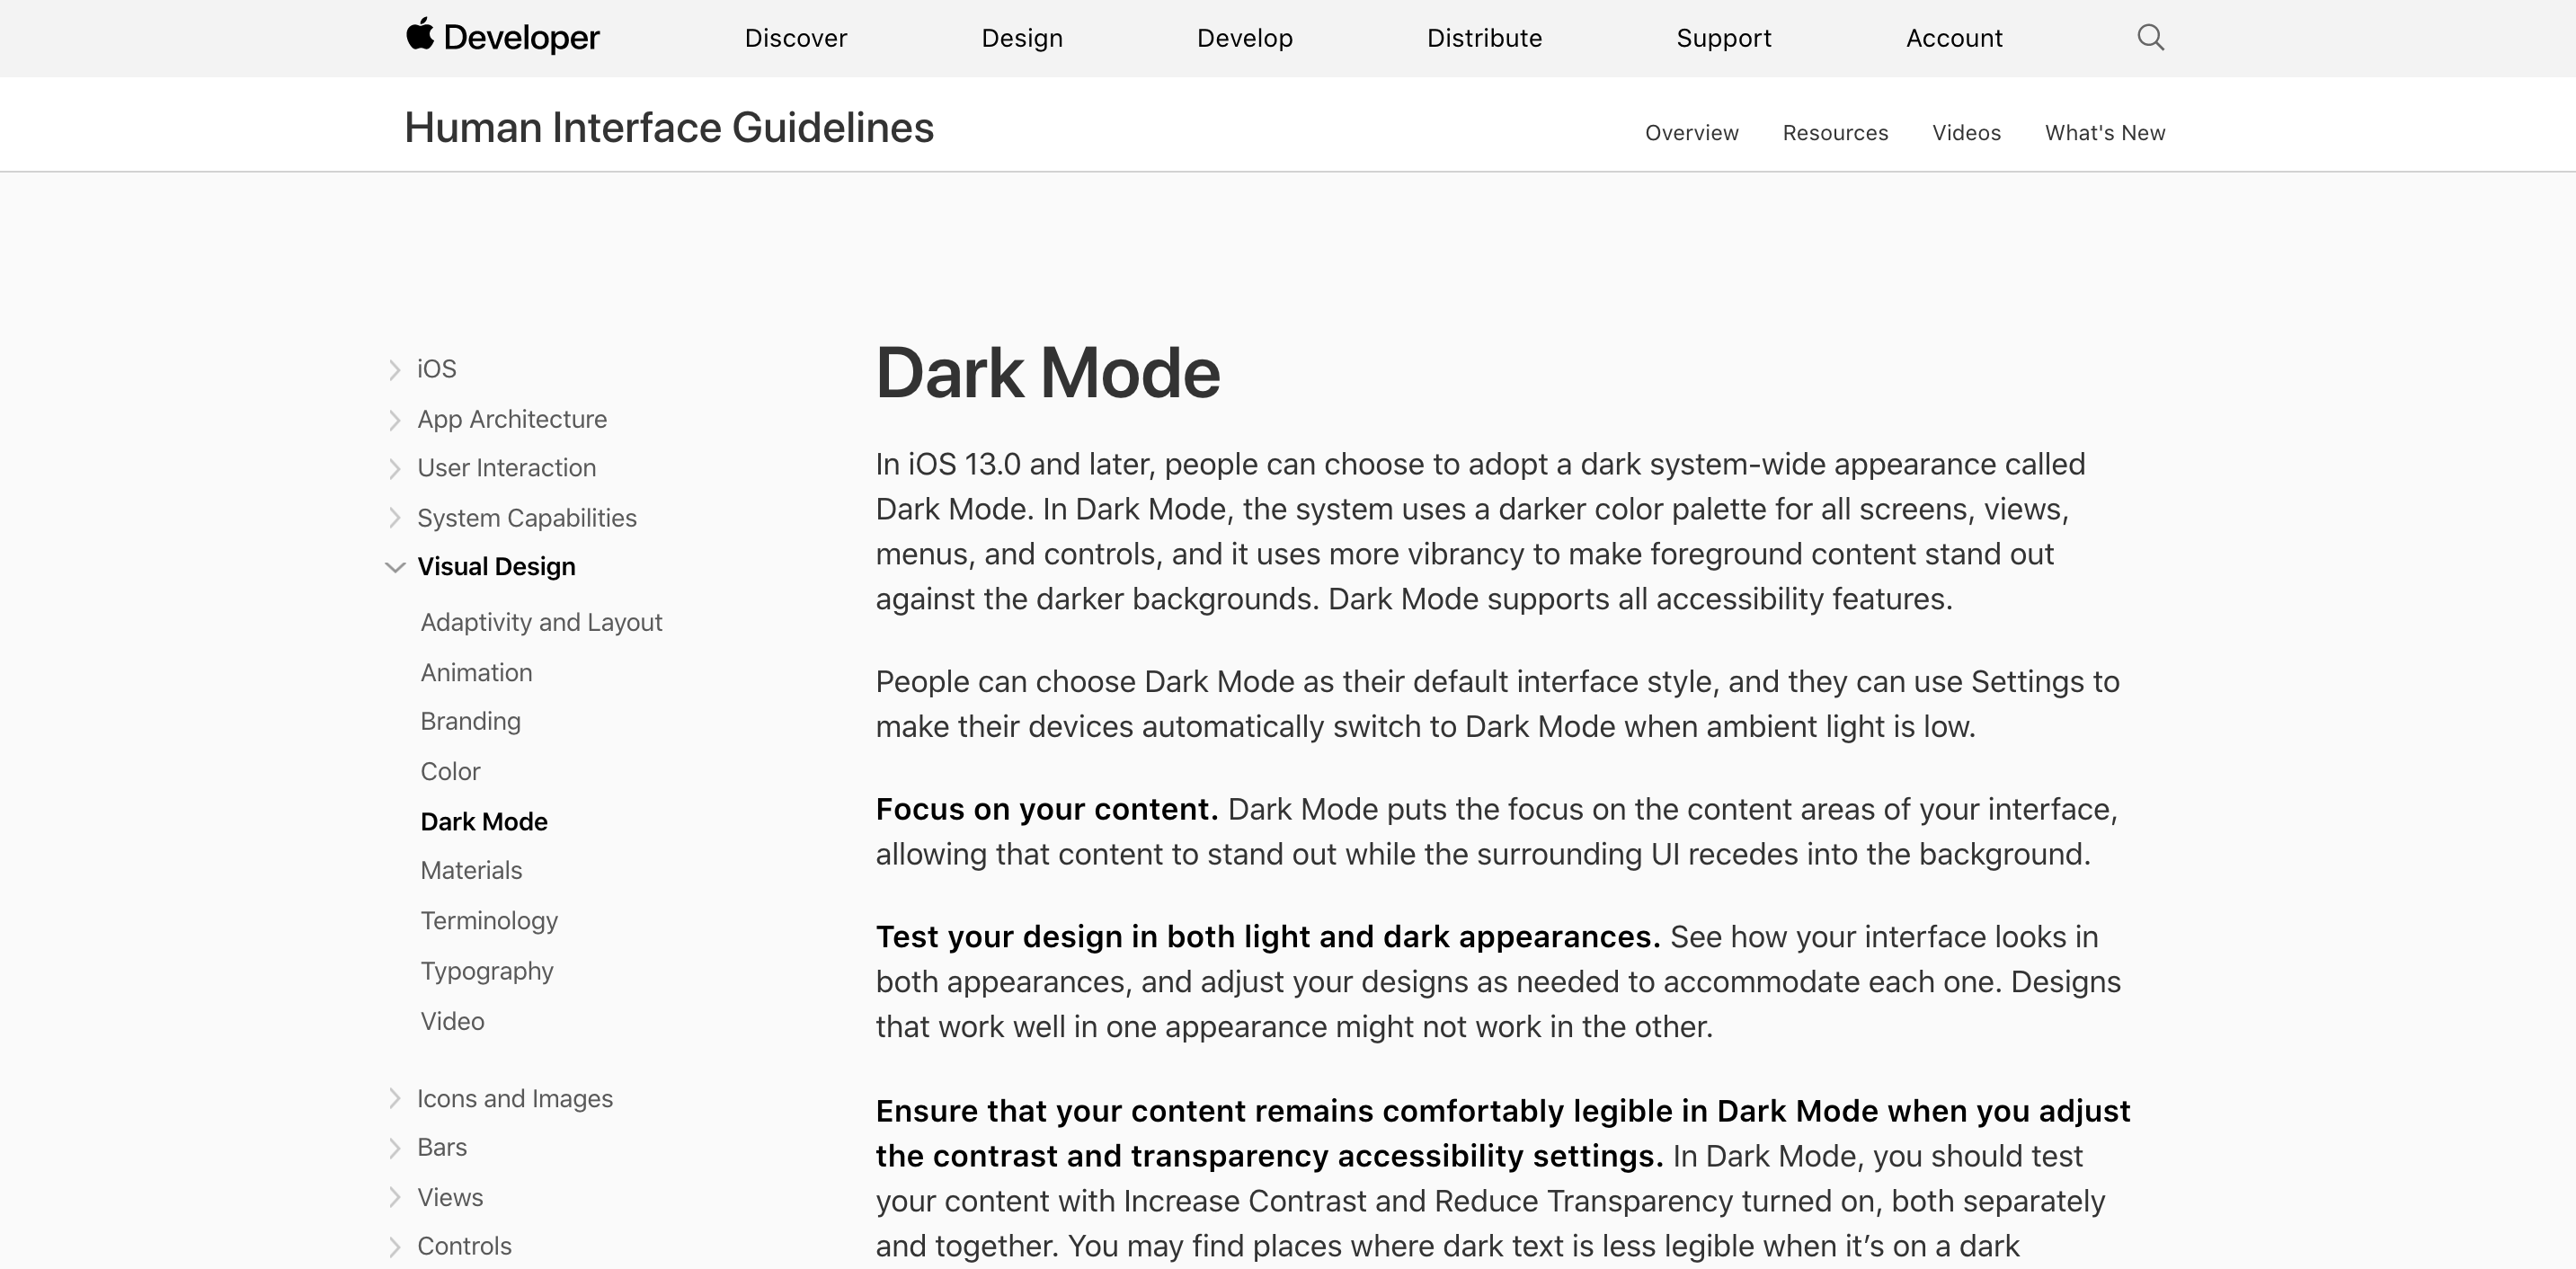 Developer
Discover
Design
Develop
Distribute
Support
Account
Human Interface Guidelines
Overview
Resources
Videos
What's New
iOS
App Architecture
User Interaction
System Capabilities
Visual Design
Adaptivity and Layout
Animation
Branding
Color
Dark Mode
Materials
Terminology
Typography
Video
Icons and Images
Bars
Views
Controls
Dark Mode
In iOS 13.0 and later, people can choose to adopt a dark system-wide appearance called
Dark Mode. In Dark Mode, the system uses a darker color palette for all screens, views,
menus, and controls, and it uses more vibrancy to make foreground content stand out
against the darker backgrounds. Dark Mode supports all accessibility features.
People can choose Dark Mode as their default interface style, and they can use Settings to
make their devices automatically switch to Dark Mode when ambient light is low.
Focus on your content. Dark Mode puts the focus on the content areas of your interface,
allowing that content to stand out while the surrounding UI recedes into the background.
Test your design in both light and dark appearances. See how your interface looks in
both appearances, and adjust your designs as needed to accommodate each one. Designs
that work well in one appearance might not work in the other.
Ensure that your content remains comfortably legible in Dark Mode when you adjust
the contrast and transparency accessibility settings. In Dark Mode, you should test
your content with Increase Contrast and Reduce Transparency turned on, both separately
and together. You may find places where dark text is less legible when it’s on a dark